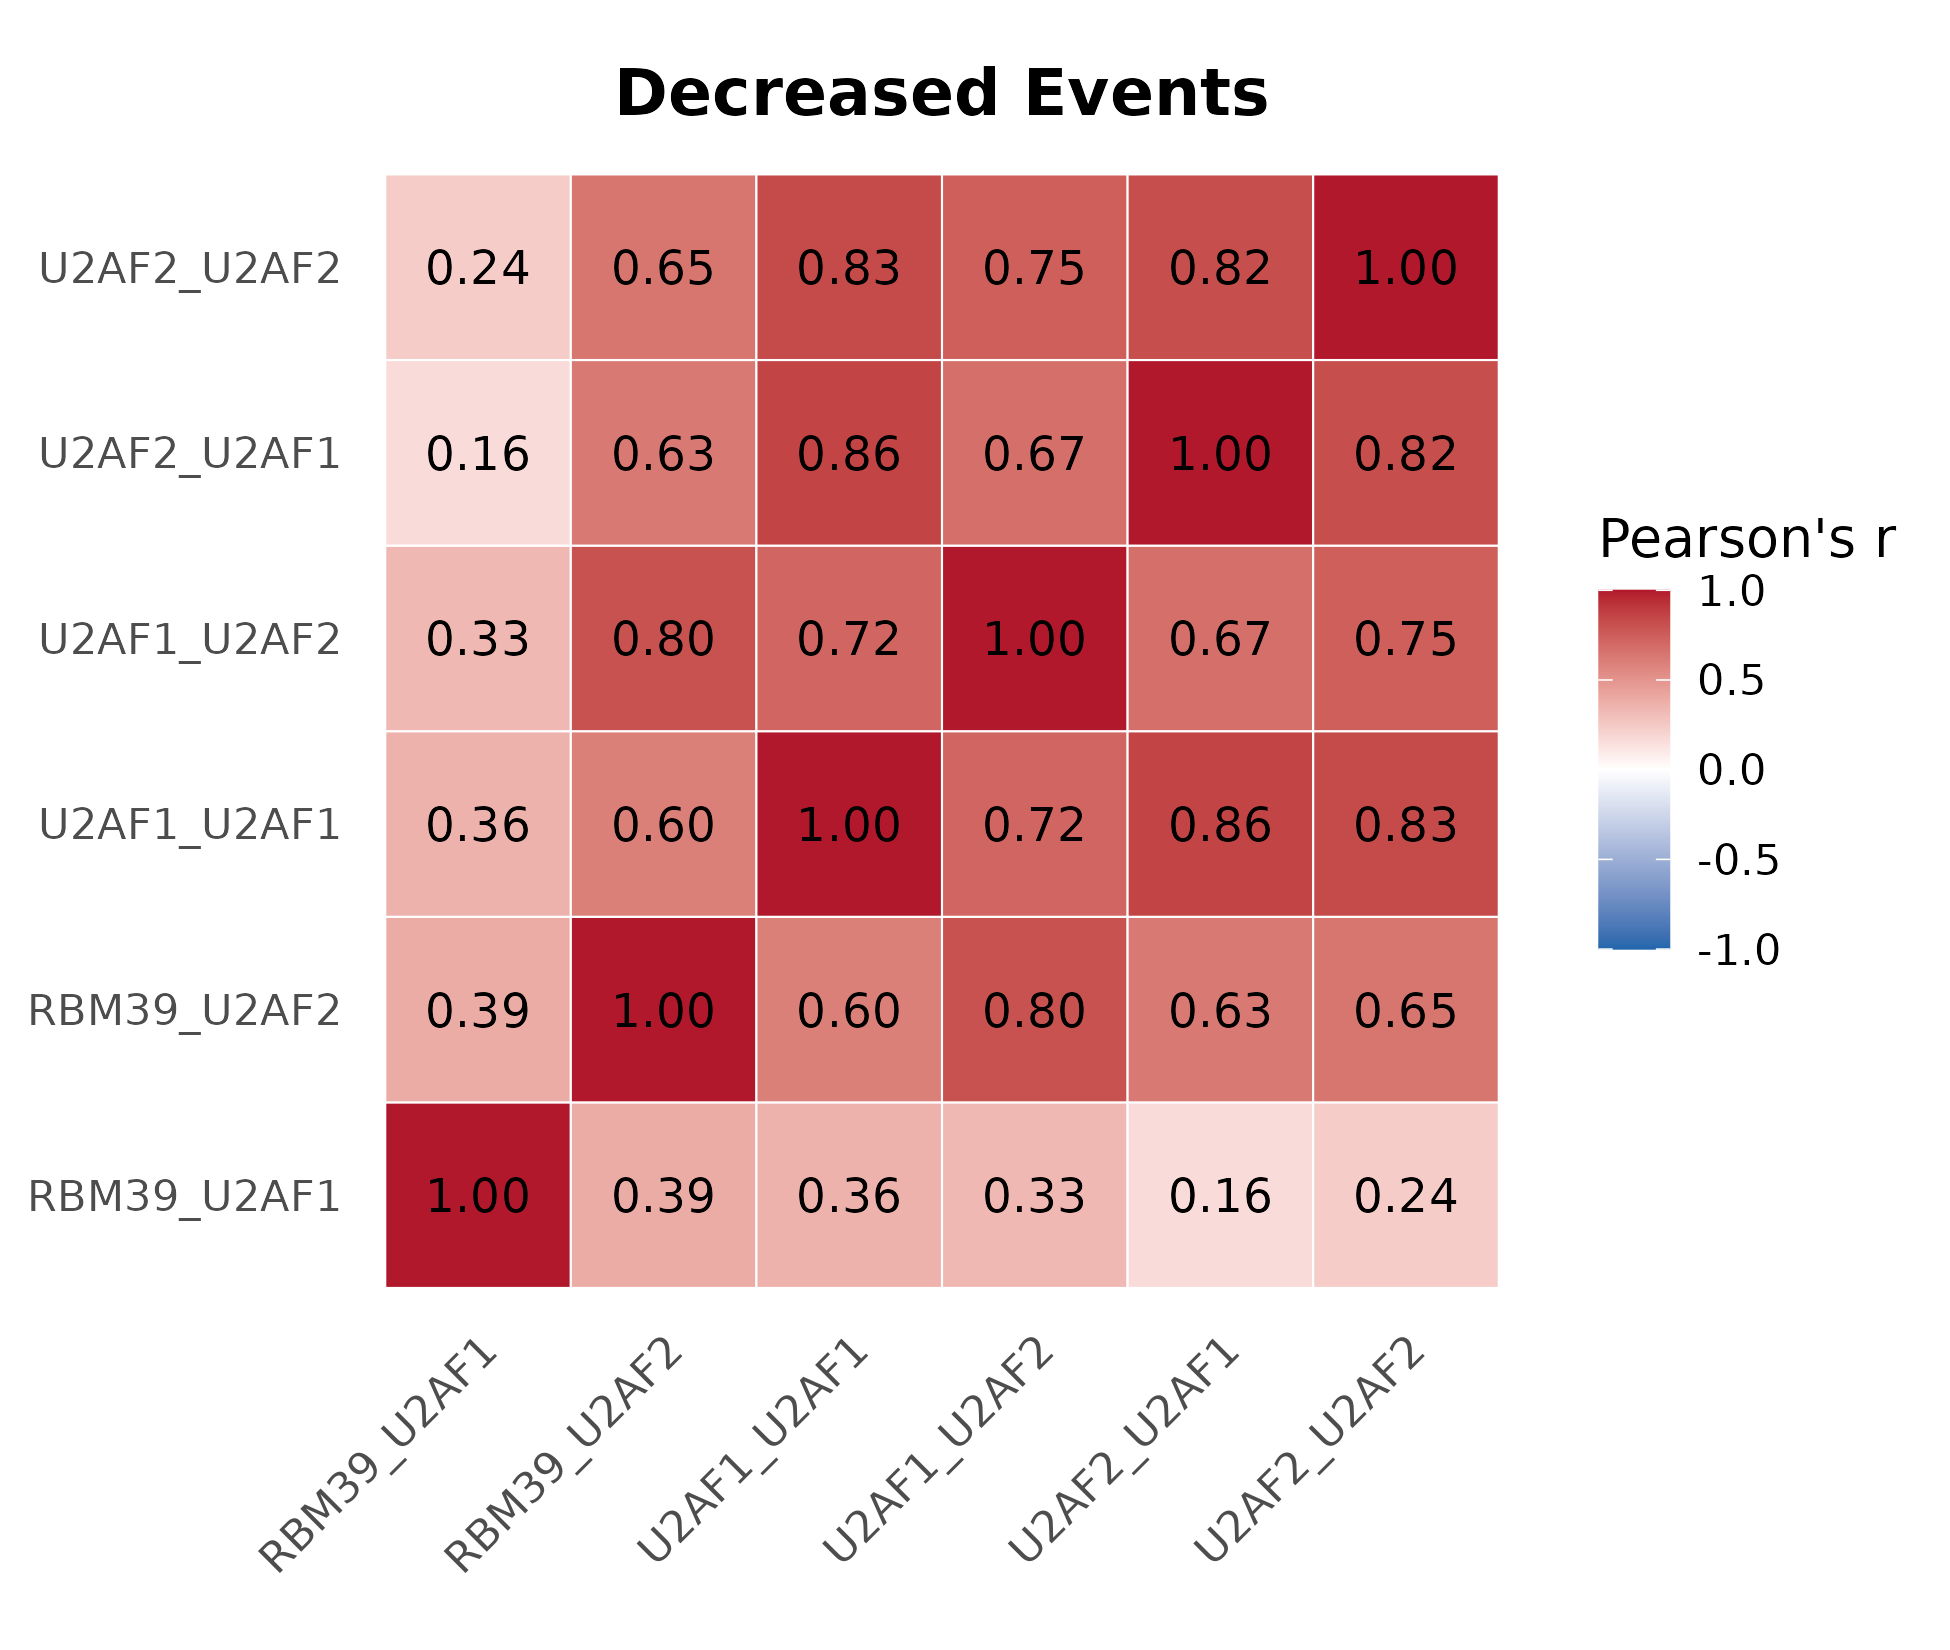 Decreased Events
U2AF2_U2AF2 0.24 0.65 0.83 0.75 0.82 1.00
U2AF2_U2AF1 0.16 0.63 0.86 0.67 1.00 0.82
U2AF1_U2AF2 0.33 0.80 0.72 1.00 0.67 0.75
U2AF1_U2AF1 0.36 0.60 1.00 0.72 0.86 0.83
RBM39_U2AF2 0.39 1.00 0.60 0.80 0.63 0.65
RBM39_U2AF1 1.00 0.39 0.36 0.33 0.16 0.24
RBM39_U2AF1 RBM39_U2AF2 U2AF1_U2AF1 U2AF1_U2AF2 U2AF2_U2AF1 U2AF2_U2AF2
Pearson's r
1.0
0.5
0.0
-0.5
-1.0